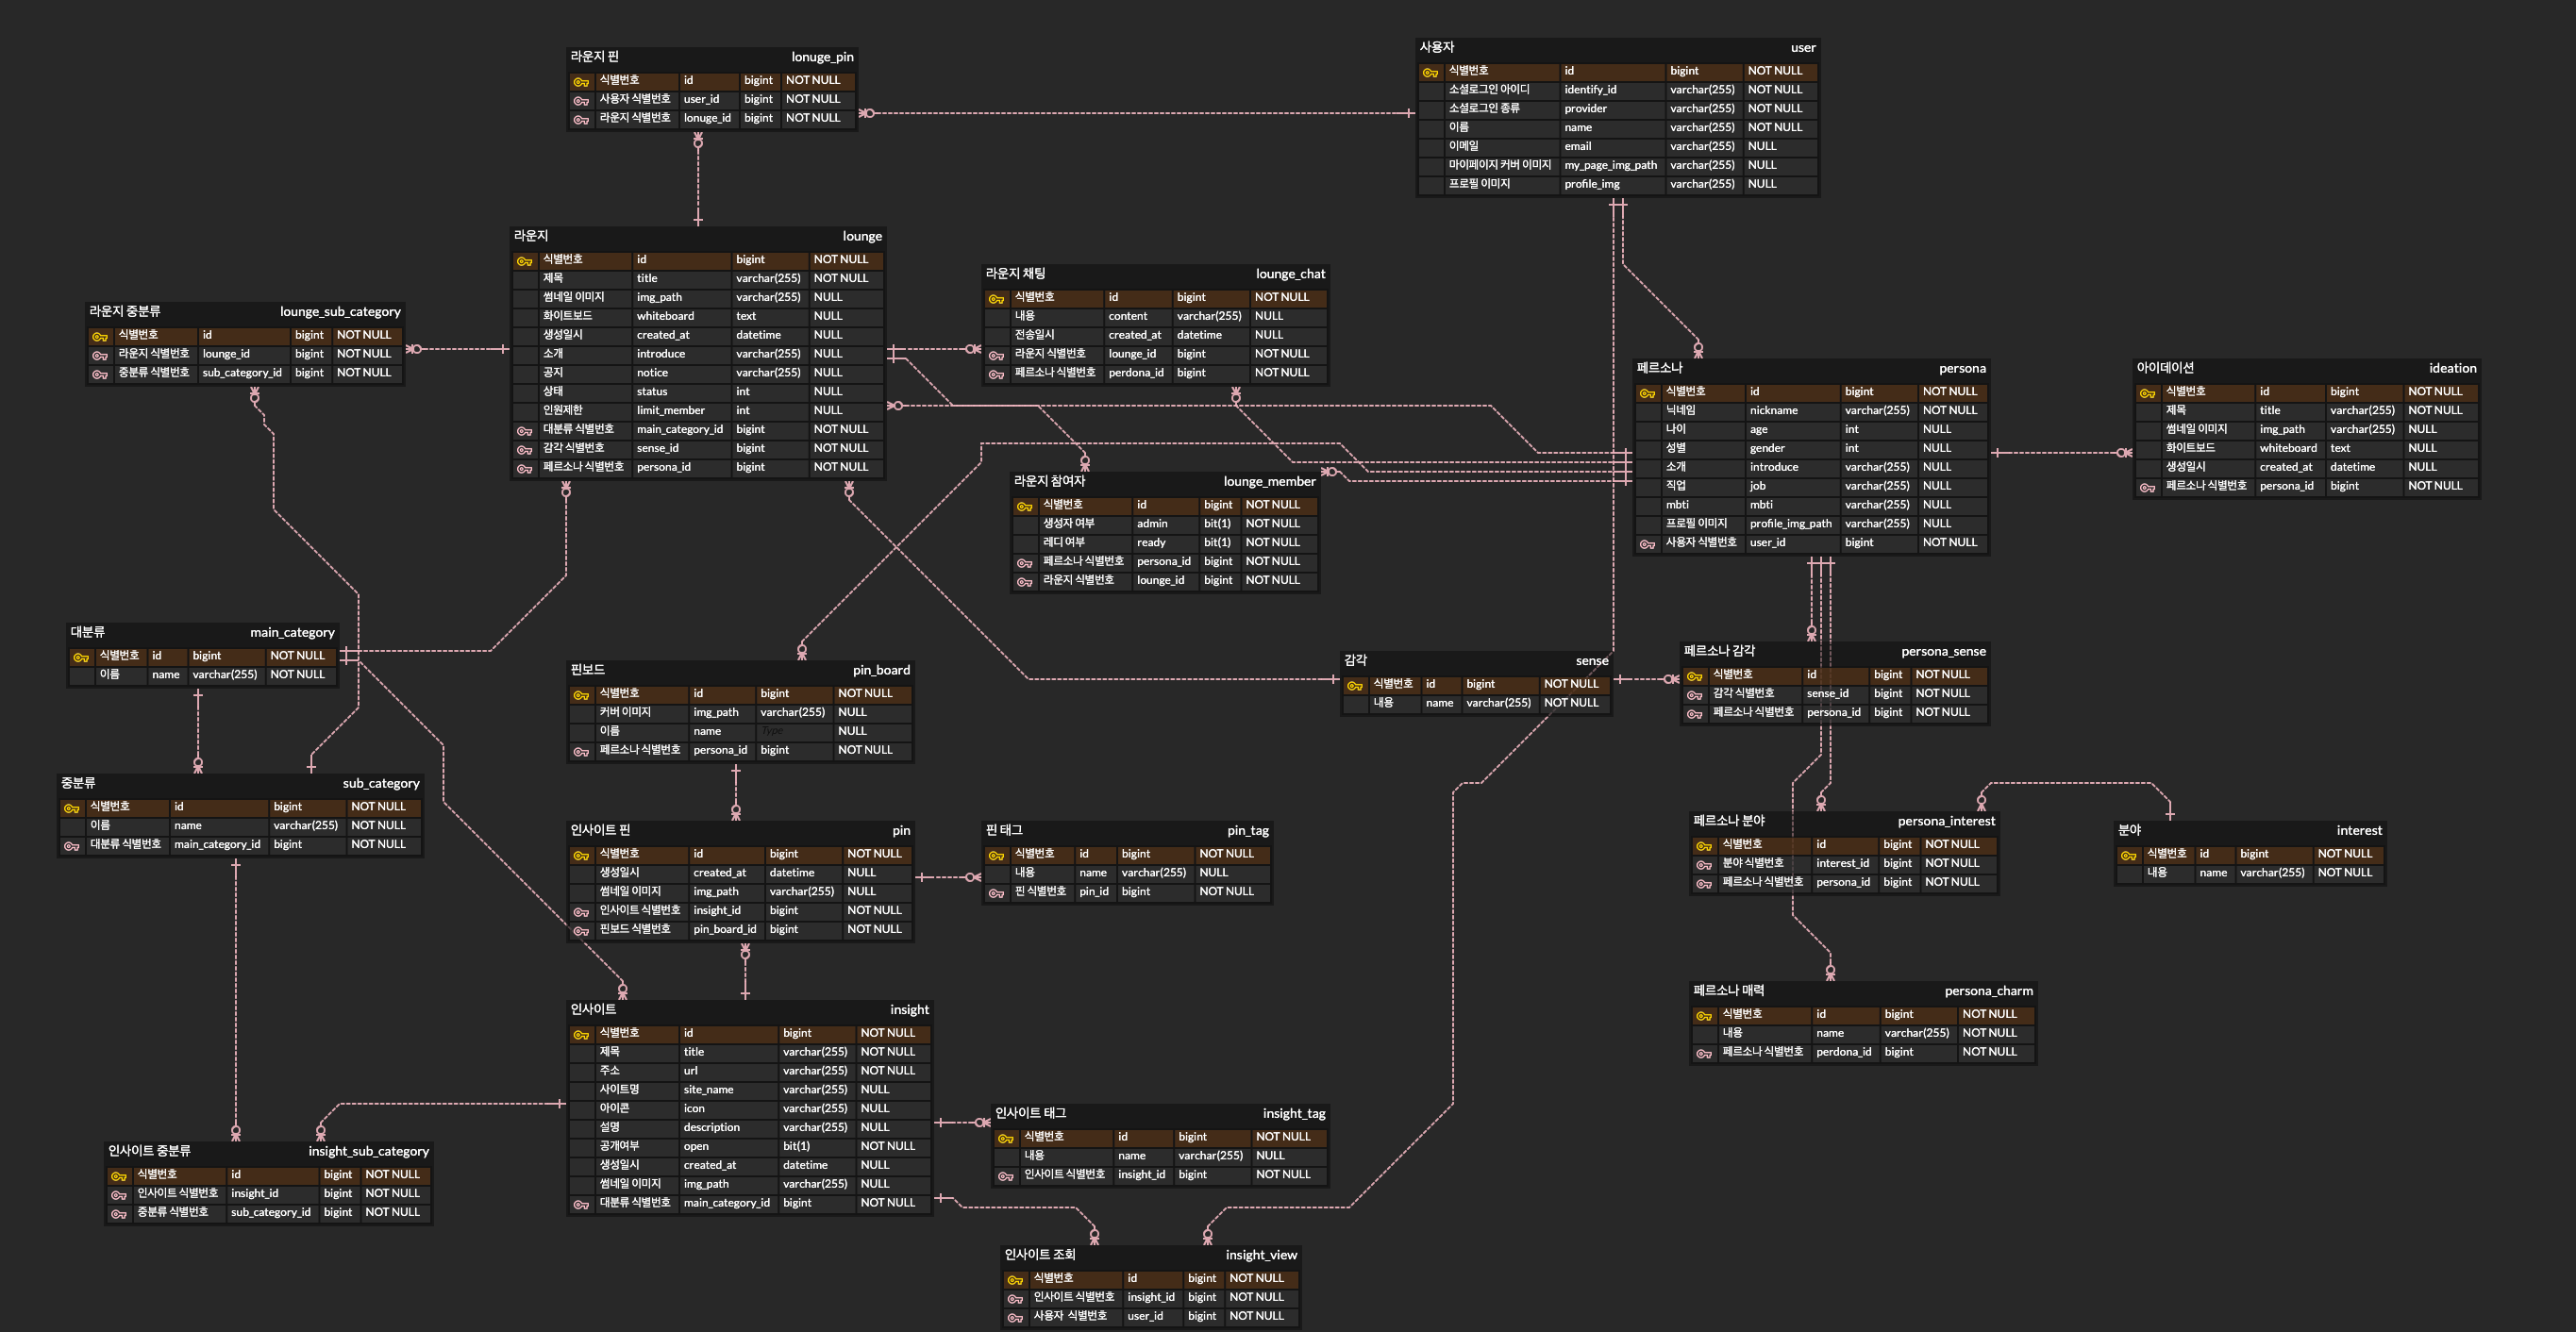 라운지 핀 lonuge_pin
식별번호 id bigint NOT NULL
사용자 식별번호 user_id bigint NOT NULL
라운지 식별번호 lonuge_id bigint NOT NULL
사용자 user
식별번호 id bigint NOT NULL
소셜로그인 아이디 identify_id varchar(255) NOT NULL
소셜로그인 종류 provider varchar(255) NOT NULL
이름 name varchar(255) NOT NULL
이메일 email varchar(255) NULL
마이페이지 커버 이미지 my_page_img_path varchar(255) NULL
프로필 이미지 profile_img varchar(255) NULL
라운지 lounge
식별번호 id bigint NOT NULL
제목 title varchar(255) NOT NULL
썸네일 이미지 img_path varchar(255) NULL
화이트보드 whiteboard text NULL
생성일시 created_at datetime NULL
소개 introduce varchar(255) NULL
공지 notice varchar(255) NULL
상태 status int NULL
인원제한 limit_member int NULL
대분류 식별번호 main_category_id bigint NOT NULL
감각 식별번호 sense_id bigint NOT NULL
페르소나 식별번호 persona_id bigint NOT NULL
라운지 채팅 lounge_chat
식별번호 id bigint NOT NULL
내용 content varchar(255) NULL
전송일시 created_at datetime NULL
라운지 식별번호 lounge_id bigint NOT NULL
페르소나 식별번호 perdona_id bigint NOT NULL
라운지 중분류 lounge_sub_category
식별번호 id bigint NOT NULL
라운지 식별번호 lounge_id bigint NOT NULL
중분류 식별번호 sub_category_id bigint NOT NULL
페르소나 persona
식별번호 id bigint NOT NULL
닉네임 nickname varchar(255) NOT NULL
나이 age int NULL
성별 gender int NULL
소개 introduce varchar(255) NULL
직업 job varchar(255) NULL
mbti mbti varchar(255) NULL
프로필 이미지 profile_img_path varchar(255) NULL
사용자 식별번호 user_id bigint NOT NULL
아이데이션 ideation
식별번호 id bigint NOT NULL
제목 title varchar(255) NOT NULL
썸네일 이미지 img_path varchar(255) NULL
화이트보드 whiteboard text NULL
생성일시 created_at datetime NULL
페르소나 식별번호 persona_id bigint NOT NULL
라운지 참여자 lounge_member
식별번호 id bigint NOT NULL
생성자 여부 admin bit(1) NOT NULL
레디 여부 ready bit(1) NOT NULL
페르소나 식별번호 persona_id bigint NOT NULL
라운지 식별번호 lounge_id bigint NOT NULL
대분류 main_category
식별번호 id bigint NOT NULL
이름 name varchar(255) NOT NULL
핀보드 pin_board
식별번호 id bigint NOT NULL
커버 이미지 img_path varchar(255) NULL
이름 name Type NULL
페르소나 식별번호 persona_id bigint NOT NULL
감각 sense
식별번호 id bigint NOT NULL
내용 name varchar(255) NOT NULL
페르소나 감각 persona_sense
식별번호 id bigint NOT NULL
감각 식별번호 sense_id bigint NOT NULL
페르소나 식별번호 persona_id bigint NOT NULL
중분류 sub_category
식별번호 id bigint NOT NULL
이름 name varchar(255) NOT NULL
대분류 식별번호 main_category_id bigint NOT NULL
인사이트 핀 pin
식별번호 id bigint NOT NULL
생성일시 created_at datetime NULL
썸네일 이미지 img_path varchar(255) NULL
인사이트 식별번호 insight_id bigint NOT NULL
핀보드 식별번호 pin_board_id bigint NOT NULL
핀 태그 pin_tag
식별번호 id bigint NOT NULL
내용 name varchar(255) NULL
핀 식별번호 pin_id bigint NOT NULL
페르소나 분야 persona_interest
식별번호 id bigint NOT NULL
분야 식별번호 interest_id bigint NOT NULL
페르소나 식별번호 persona_id bigint NOT NULL
분야 interest
식별번호 id bigint NOT NULL
내용 name varchar(255) NOT NULL
페르소나 매력 persona_charm
식별번호 id bigint NOT NULL
내용 name varchar(255) NOT NULL
페르소나 식별번호 perdona_id bigint NOT NULL
인사이트 insight
식별번호 id bigint NOT NULL
제목 title varchar(255) NOT NULL
주소 url varchar(255) NOT NULL
사이트명 site_name varchar(255) NULL
아이콘 icon varchar(255) NULL
설명 description varchar(255) NULL
공개여부 open bit(1) NOT NULL
생성일시 created_at datetime NULL
썸네일 이미지 img_path varchar(255) NULL
대분류 식별번호 main_category_id bigint NOT NULL
인사이트 태그 insight_tag
식별번호 id bigint NOT NULL
내용 name varchar(255) NULL
인사이트 식별번호 insight_id bigint NOT NULL
인사이트 중분류 insight_sub_category
식별번호 id bigint NOT NULL
인사이트 식별번호 insight_id bigint NOT NULL
중분류 식별번호 sub_category_id bigint NOT NULL
인사이트 조회 insight_view
식별번호 id bigint NOT NULL
인사이트 식별번호 insight_id bigint NOT NULL
사용자 식별번호 user_id bigint NOT NULL